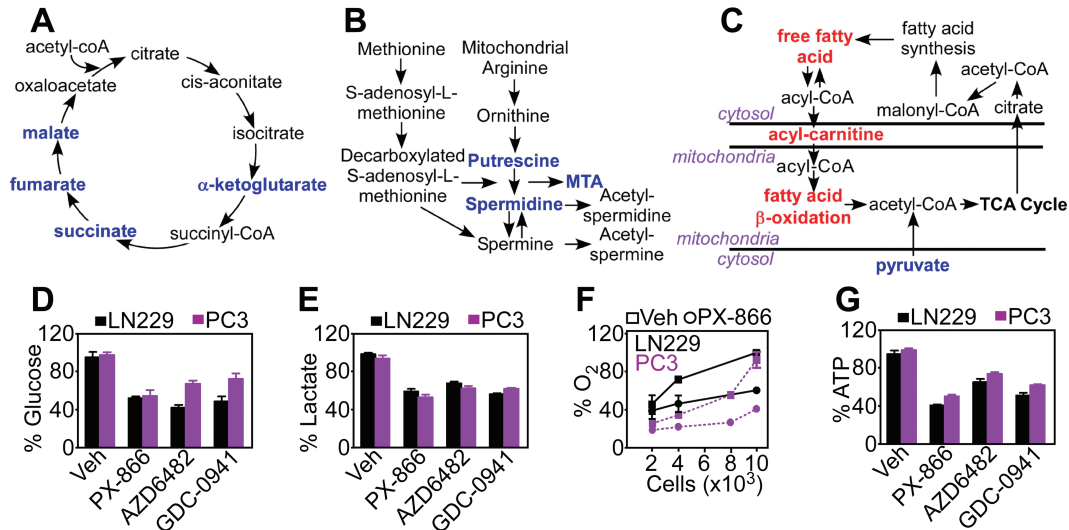 A
acetyl-coA
citrate
oxaloacetate
cis-aconitate
malate
isocitrate
fumarate
α-ketoglutarate
succinate
succinyl-CoA
B
Methionine
Mitochondrial
Arginine
S-adenosyl-L-
methionine
Ornithine
Decarboxylated
S-adenosyl-L-
methionine
Putrescine
MTA
Spermidine
Acetyl-
spermidine
Spermine
Acetyl-
spermine
C
free fatty
acid
fatty acid
synthesis
acetyl-CoA
acyl-CoA
malonyl-CoA
citrate
cytosol
acyl-carnitine
mitochondria
acyl-CoA
fatty acid
β-oxidation
acetyl-CoA
TCA Cycle
mitochondria
cytosol
pyruvate
D
LN229 PC3
% Glucose
120
80
40
0
Veh
PX-866
AZD6482
GDC-0941
E
LN229 PC3
% Lactate
120
80
40
0
Veh
PX-866
AZD6482
GDC-0941
F
Veh PX-866
LN229
PC3
% O2
120
80
40
0
2 4 6 8 10
Cells (x10³)
G
LN229 PC3
% ATP
120
80
40
0
Veh
PX-866
AZD6482
GDC-0941